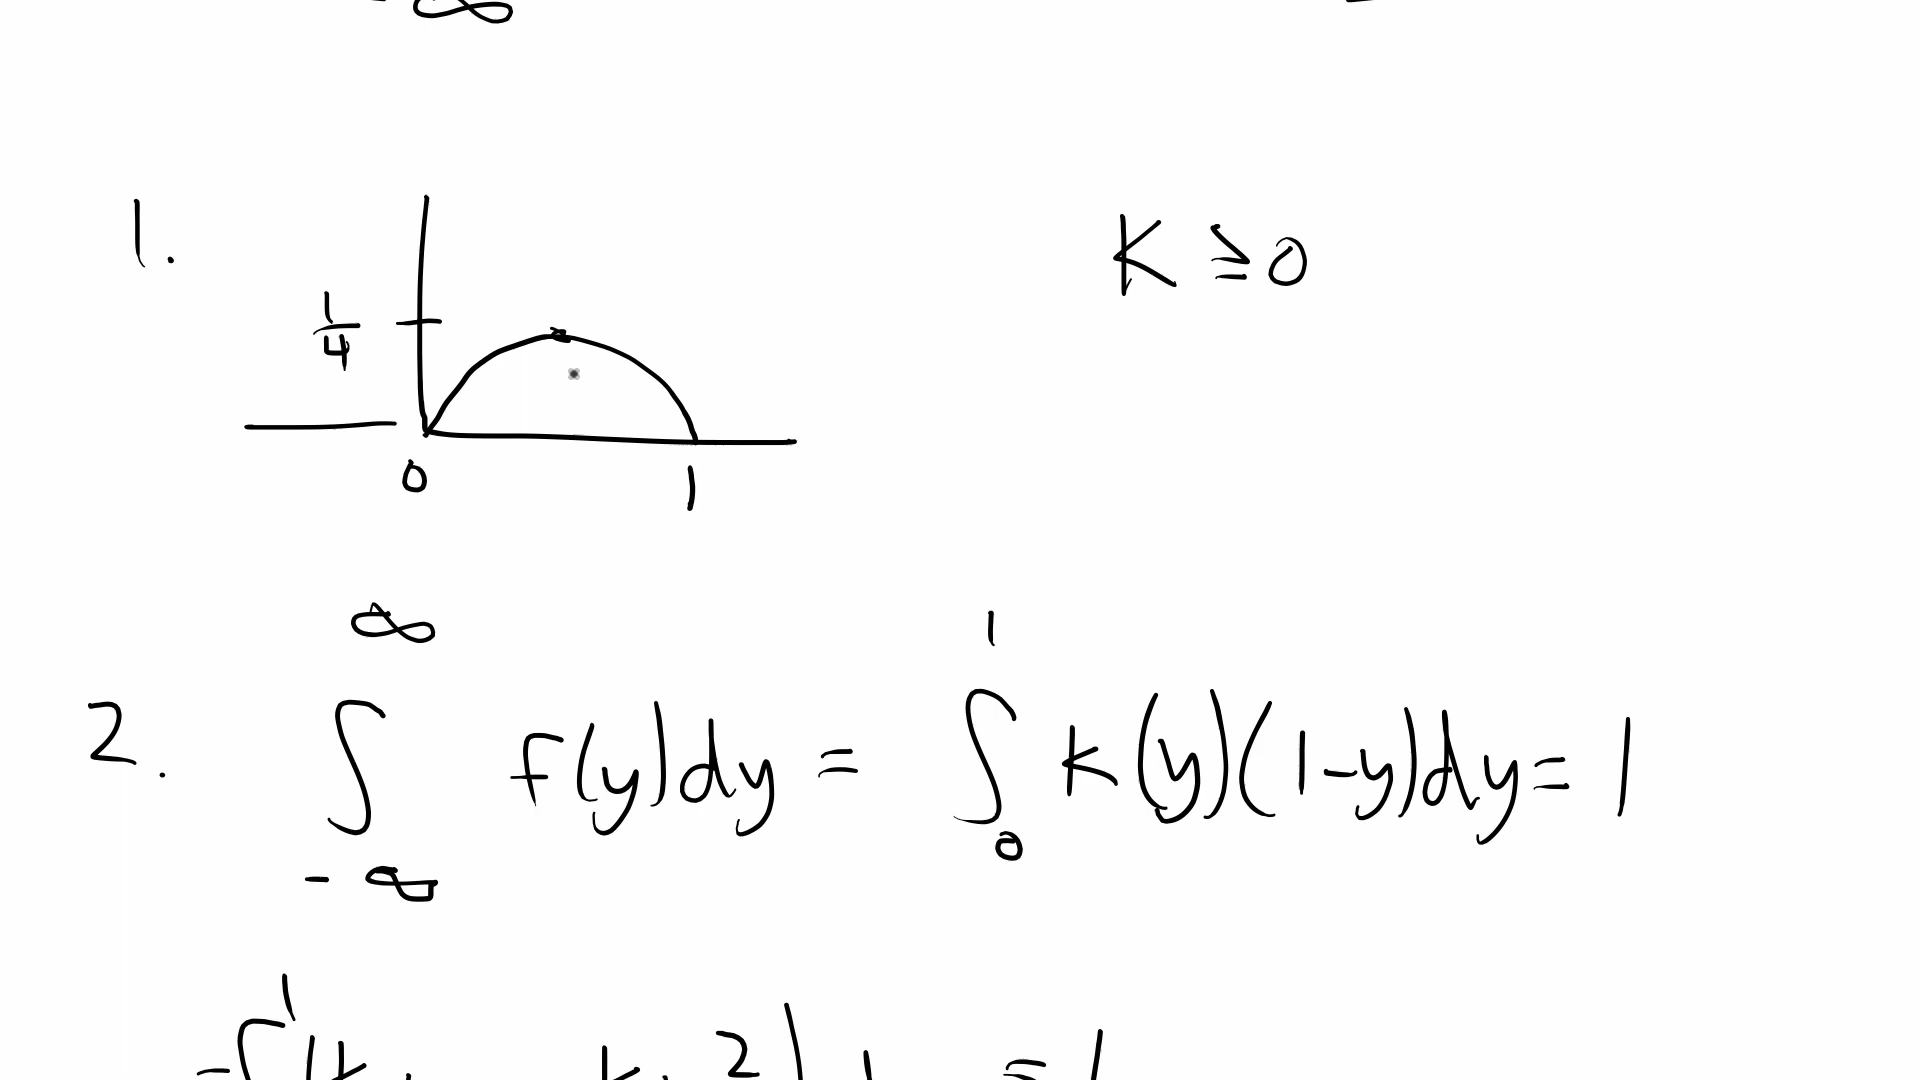 -∞
1.
K ≥ 0
1/4
0 1
2. ∫_{-∞}^{∞} f(y)dy = ∫_0^1 k(y)(1-y)dy = 1